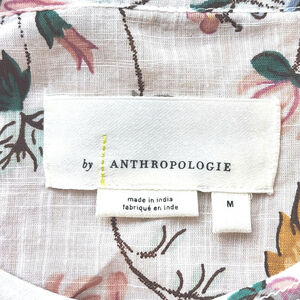 by ANTHROPOLOGIE
made in india
fabriqué en inde
M